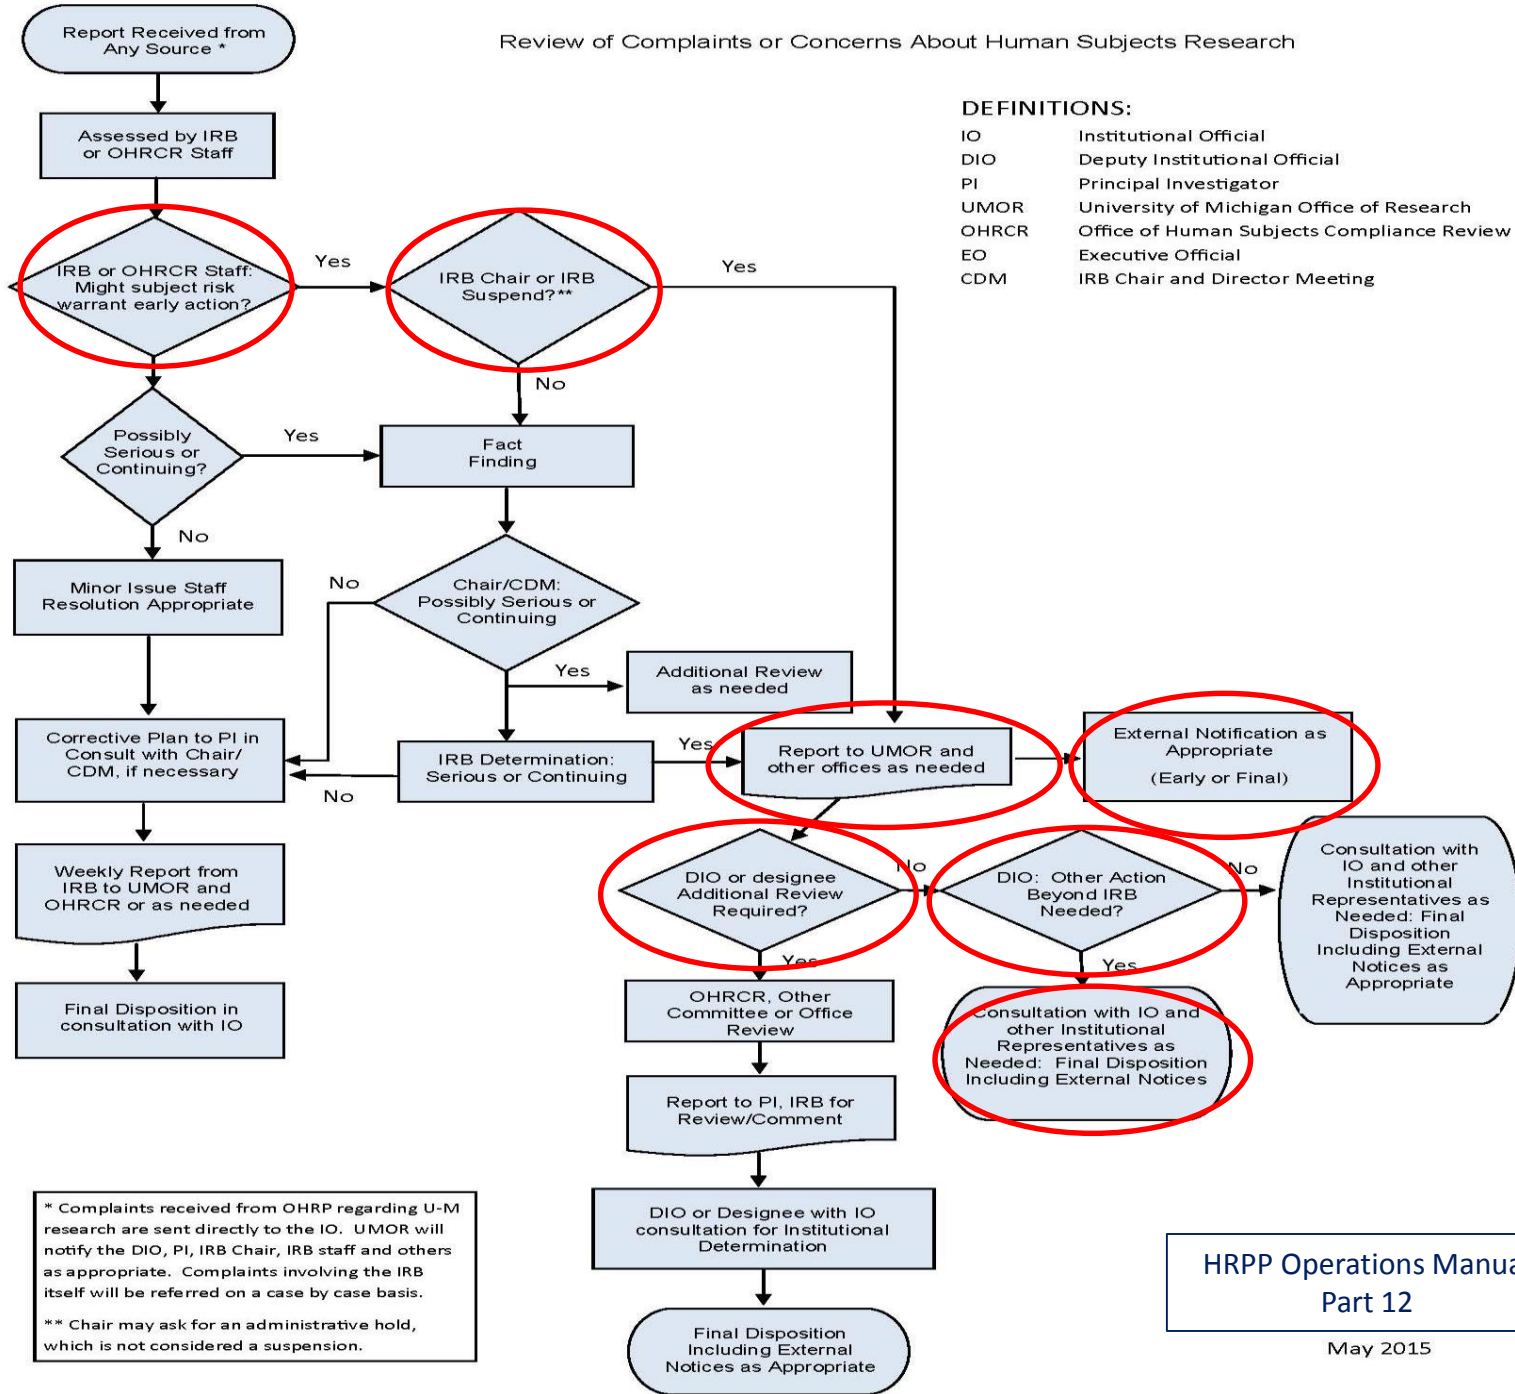 Report Received from
Any Source *
Review of Complaints or Concerns About Human Subjects Research
DEFINITIONS:
IO Institutional Official
DIO Deputy Institutional Official
PI Principal Investigator
UMOR University of Michigan Office of Research
OHRCR Office of Human Subjects Compliance Review
EO Executive Official
CDM IRB Chair and Director Meeting
Assessed by IRB
or OHRCR Staff
IRB or OHRCR Staff:
Might subject risk
warrant early action?
Yes
IRB Chair or IRB
Suspend?**
Yes
No
Possibly
Serious or
Continuing?
Yes
Fact
Finding
No
Minor Issue Staff
Resolution Appropriate
No
Chair/CDM:
Possibly Serious or
Continuing
Yes
Additional Review
as needed
Corrective Plan to PI in
Consult with Chair/
CDM, if necessary
IRB Determination:
Serious or Continuing
Yes
No
Report to UMOR and
other offices as needed
External Notification as
Appropriate
(Early or Final)
Weekly Report from
IRB to UMOR and
OHRCR or as needed
Final Disposition in
consultation with IO
DIO or designee
Additional Review
Required?
No
DIO: Other Action
Beyond IRB
Needed?
No
Consultation with
IO and other
Institutional
Representatives as
Needed: Final
Disposition
Including External
Notices as
Appropriate
Yes
Yes
OHRCR, Other
Committee or Office
Review
Consultation with IO and
other Institutional
Representatives as
Needed: Final Disposition
Including External Notices
Report to PI, IRB for
Review/Comment
DIO or Designee with IO
consultation for Institutional
Determination
Final Disposition
Including External
Notices as Appropriate
* Complaints received from OHRP regarding U-M
research are sent directly to the IO. UMOR will
notify the DIO, PI, IRB Chair, IRB staff and others
as appropriate. Complaints involving the IRB
itself will be referred on a case by case basis.
** Chair may ask for an administrative hold,
which is not considered a suspension.
HRPP Operations Manua
Part 12
May 2015